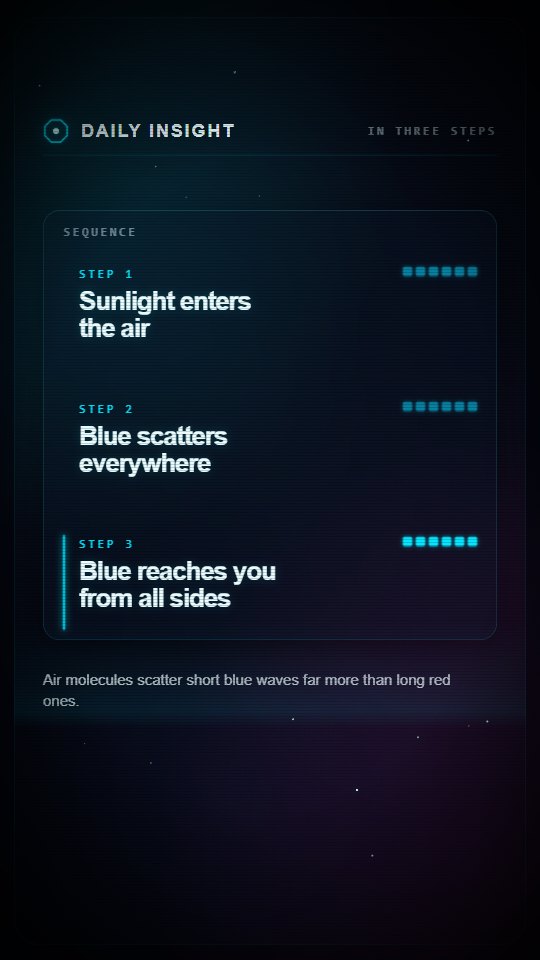 DAILY INSIGHT
IN THREE STEPS
SEQUENCE
STEP 1
Sunlight enters
the air
STEP 2
Blue scatters
everywhere
STEP 3
Blue reaches you
from all sides
Air molecules scatter short blue waves far more than long red
ones.